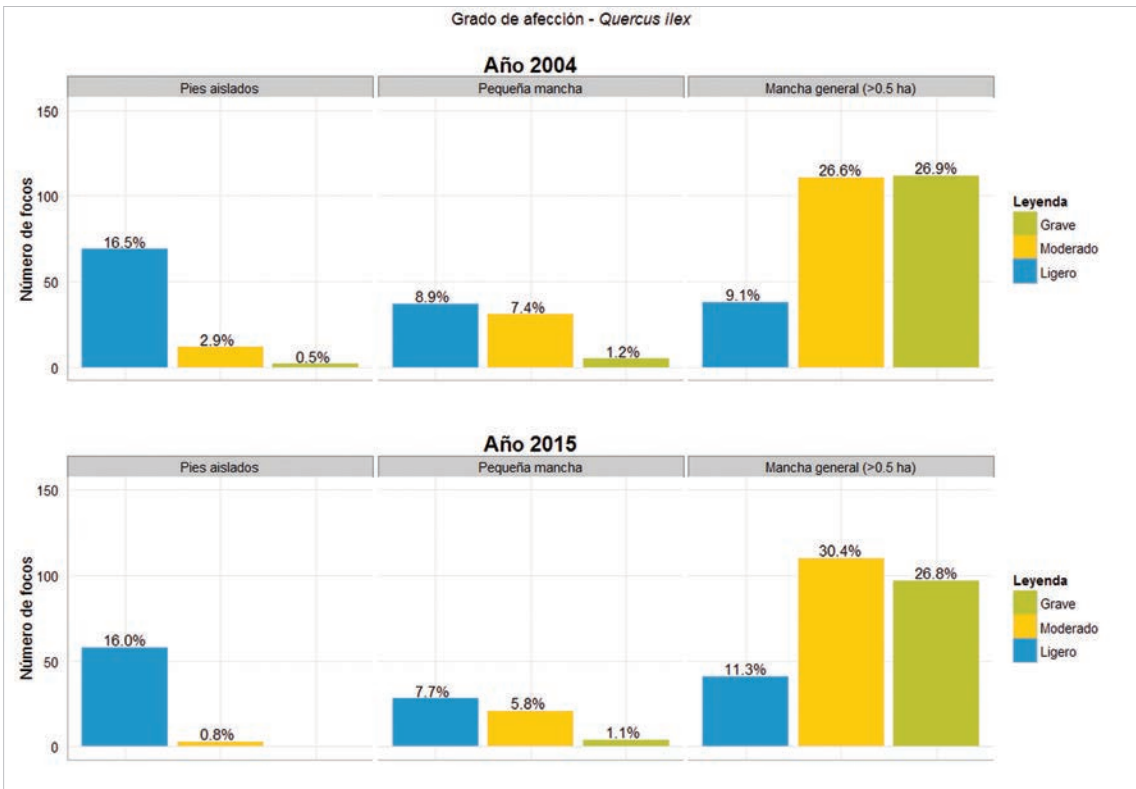 Grado de afección - Quercus ilex
Año 2004
Pies aislados
Pequeña mancha
Mancha general (>0.5 ha)
Número de focos
150
100
50
0
16.5%
2.9%
0.5%
8.9%
7.4%
1.2%
9.1%
26.6%
26.9%
Leyenda
Grave
Moderado
Ligero
Año 2015
Pies aislados
Pequeña mancha
Mancha general (>0.5 ha)
Número de focos
150
100
50
0
16.0%
0.8%
7.7%
5.8%
1.1%
11.3%
30.4%
26.8%
Leyenda
Grave
Moderado
Ligero